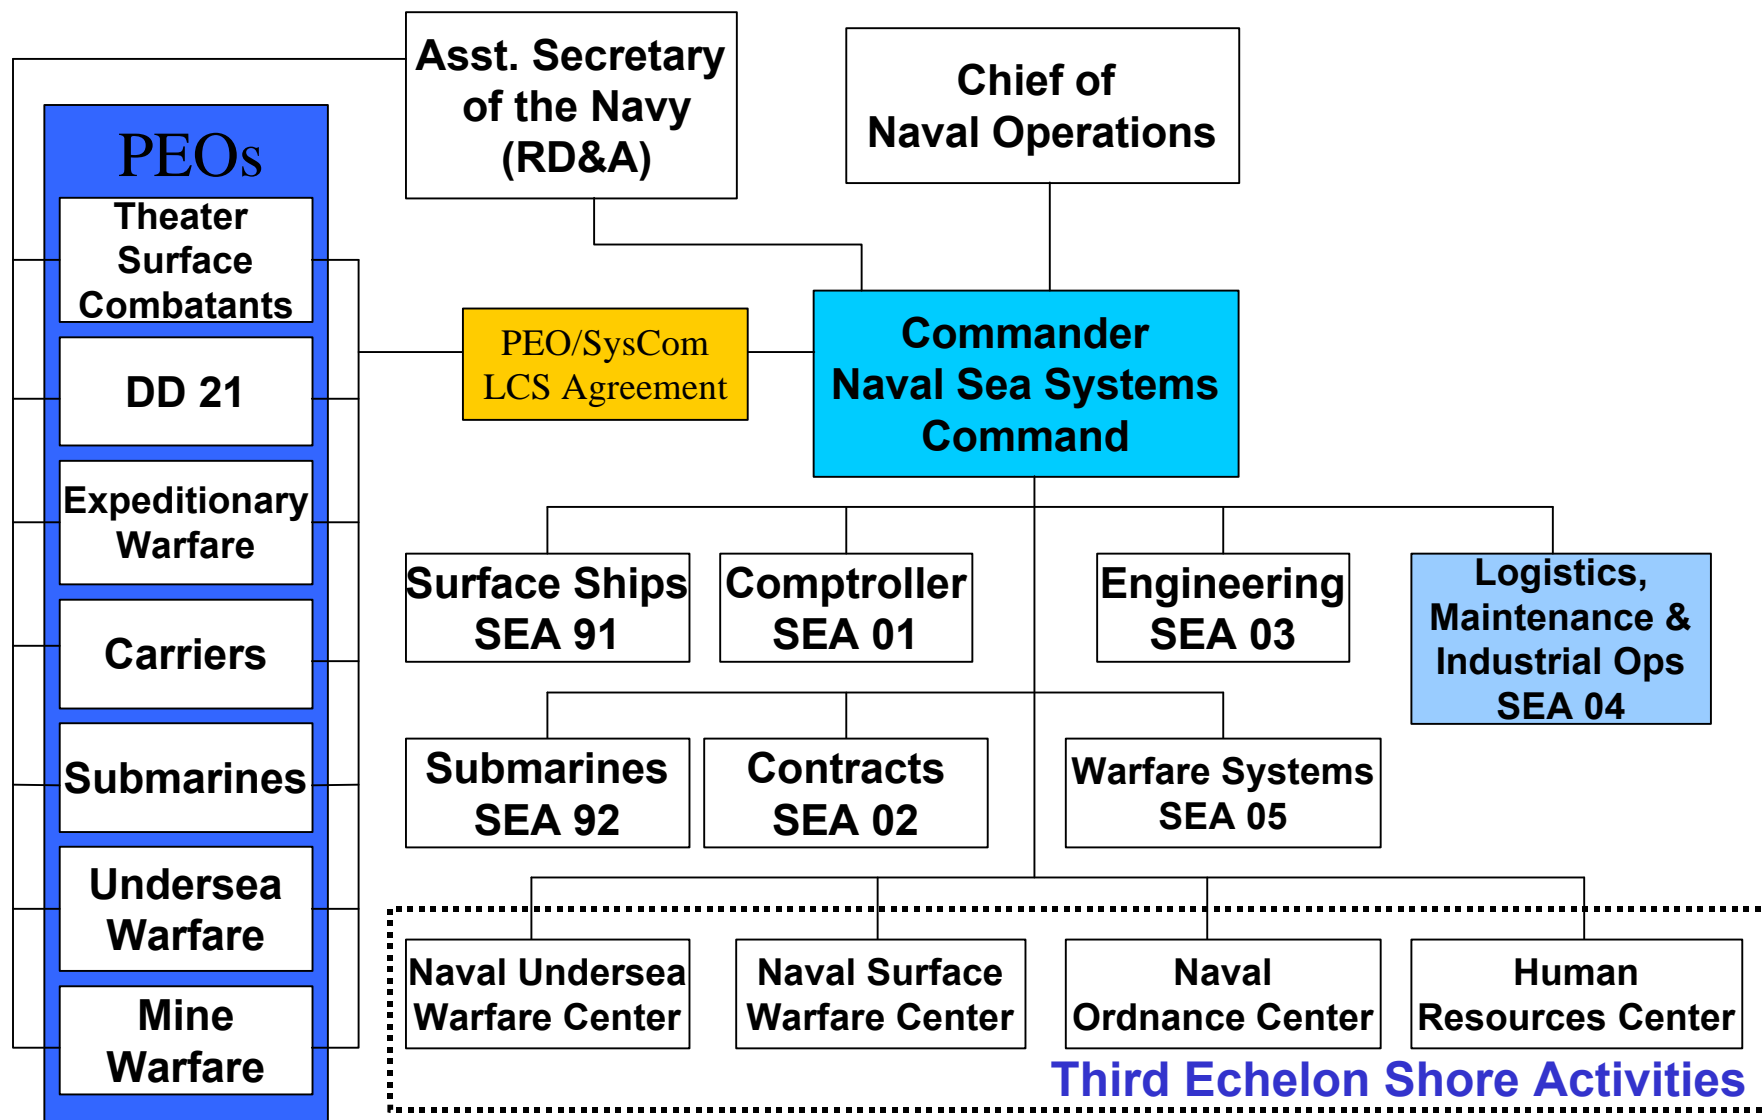 Asst. Secretary
of the Navy
(RD&A)
Chief of
Naval Operations
PEOs
Theater
Surface
Combatants
DD 21
Expeditionary
Warfare
Carriers
Submarines
Undersea
Warfare
Mine
Warfare
PEO/SysCom
LCS Agreement
Commander
Naval Sea Systems
Command
Surface Ships
SEA 91
Comptroller
SEA 01
Engineering
SEA 03
Logistics,
Maintenance &
Industrial Ops
SEA 04
Submarines
SEA 92
Contracts
SEA 02
Warfare Systems
SEA 05
Naval Undersea
Warfare Center
Naval Surface
Warfare Center
Naval
Ordnance Center
Human
Resources Center
Third Echelon Shore Activities